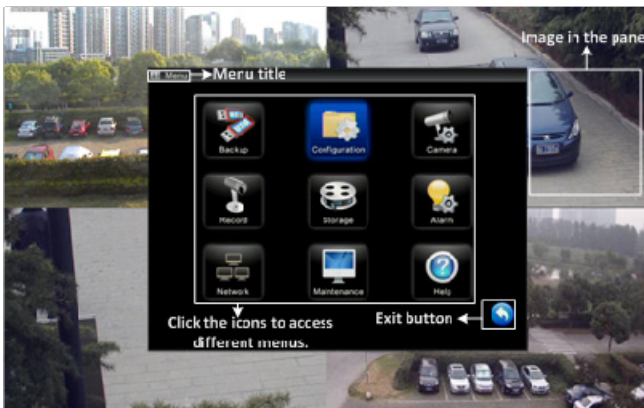 Image in the pane
Menu
Menu title
Backup
Configuration
Camera
Record
Storage
Alarm
Network
Maintenance
Help
Click the icons to access
different menus.
Exit button